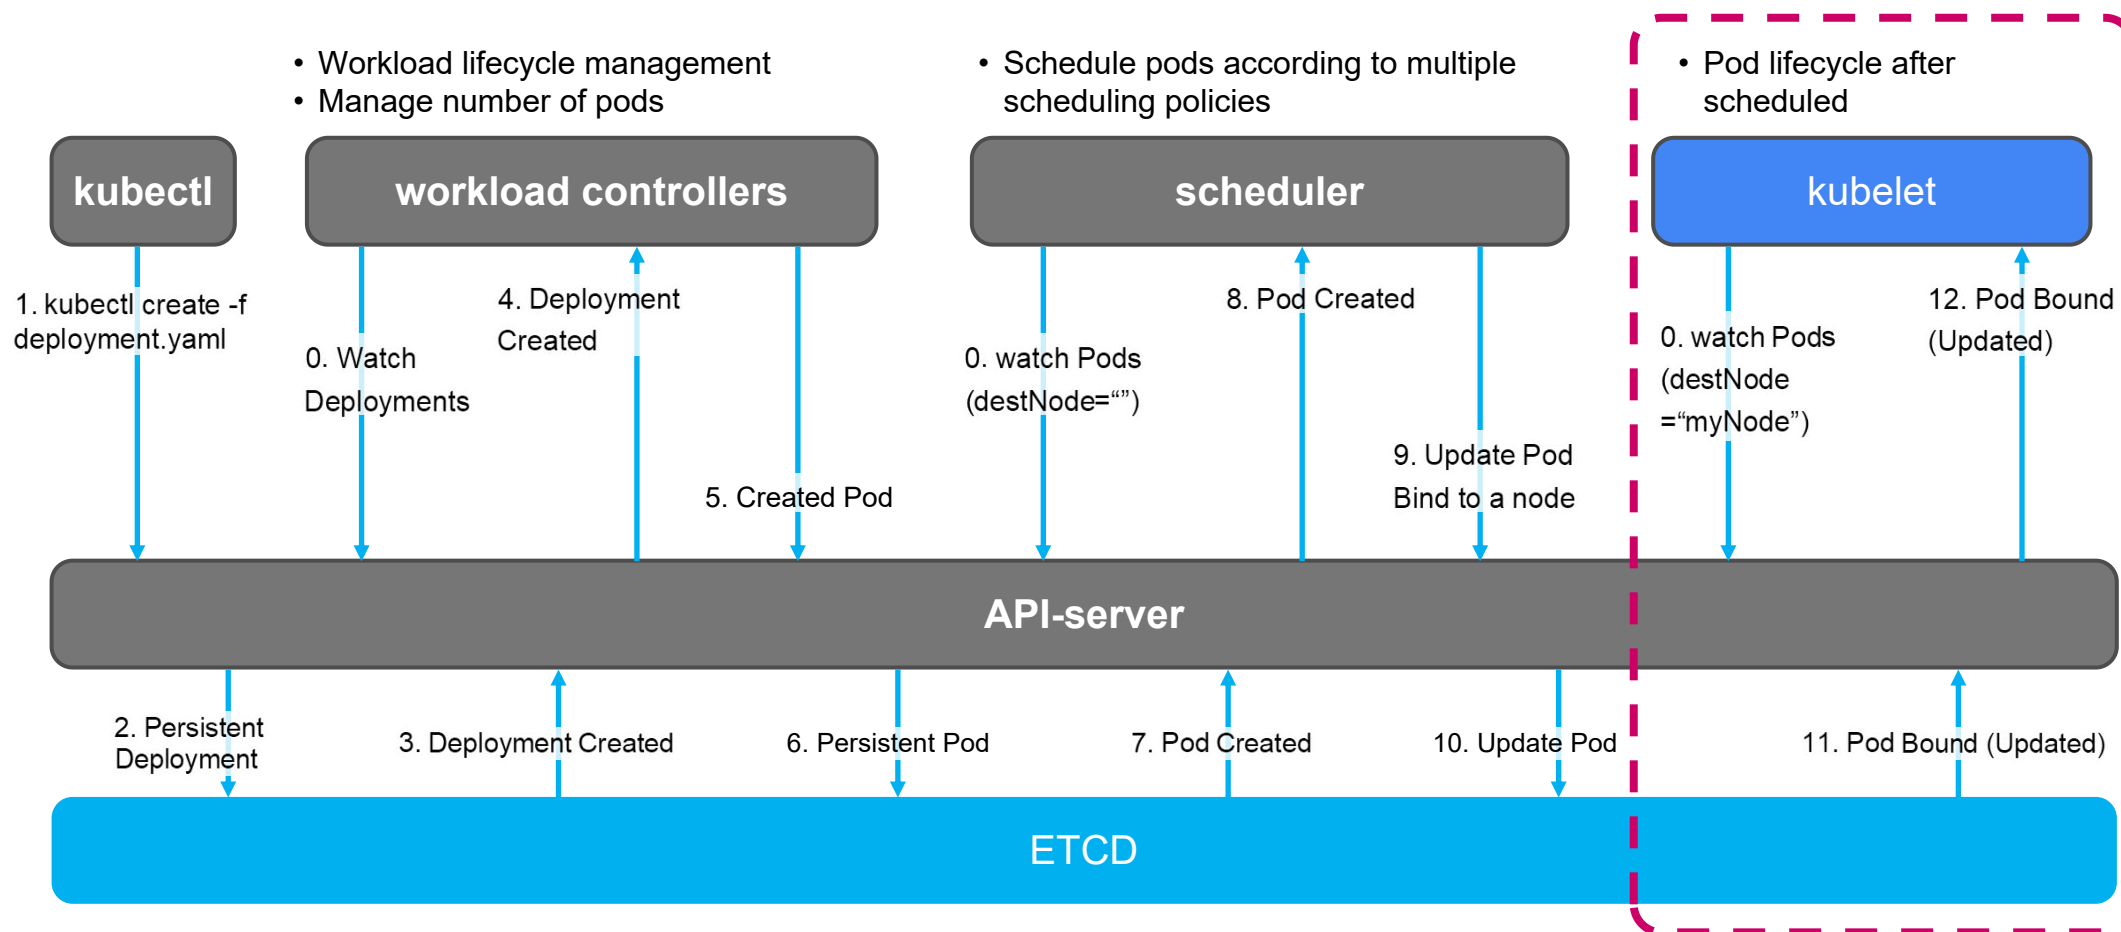 • Workload lifecycle management
• Manage number of pods
• Schedule pods according to multiple
scheduling policies
• Pod lifecycle after
scheduled
kubectl
workload controllers
scheduler
kubelet
1. kubectl create -f
deployment.yaml
0. Watch
Deployments
4. Deployment
Created
5. Created Pod
0. watch Pods
(destNode=“”)
8. Pod Created
9. Update Pod
Bind to a node
0. watch Pods
(destNode
=“myNode”)
12. Pod Bound
(Updated)
API-server
2. Persistent
Deployment
3. Deployment Created
6. Persistent Pod
7. Pod Created
10. Update Pod
11. Pod Bound (Updated)
ETCD